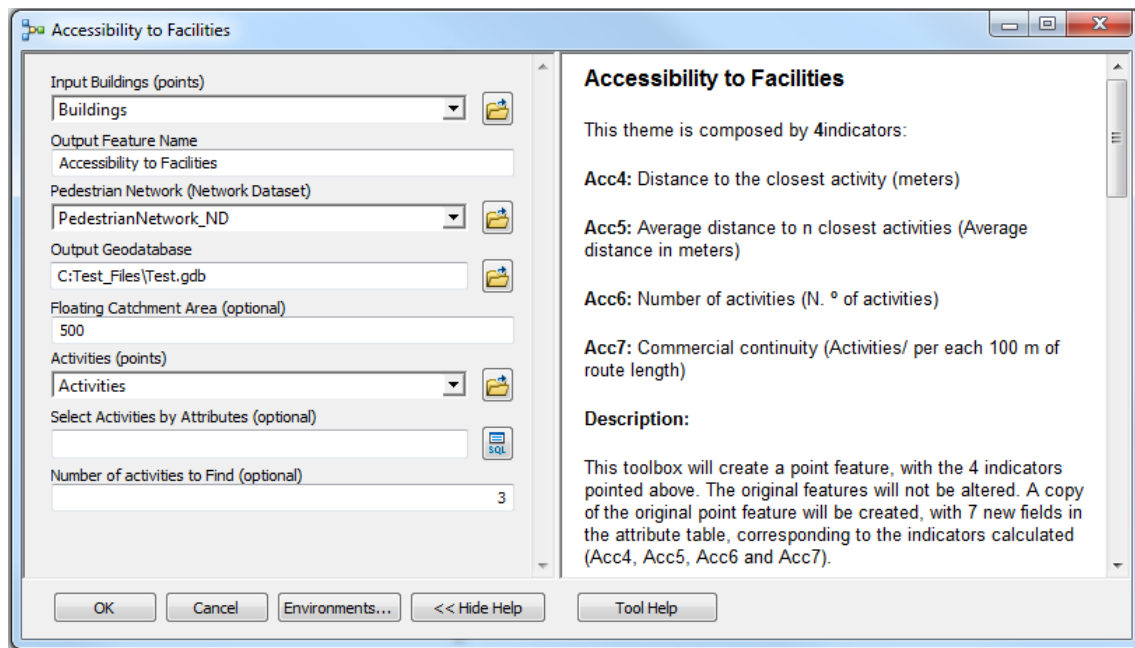 Accessibility to Facilities
Input Buildings (points)
Buildings
Output Feature Name
Accessibility to Facilities
Pedestrian Network (Network Dataset)
PedestrianNetwork_ND
Output Geodatabase
C:Test_Files\Test.gdb
Floating Catchment Area (optional)
500
Activities (points)
Activities
Select Activities by Attributes (optional)
SQL
Number of activities to Find (optional)
3
Accessibility to Facilities
This theme is composed by 4indicators:
Acc4: Distance to the closest activity (meters)
Acc5: Average distance to n closest activities (Average
distance in meters)
Acc6: Number of activities (N. º of activities)
Acc7: Commercial continuity (Activities/ per each 100 m of
route length)
Description:
This toolbox will create a point feature, with the 4 indicators
pointed above. The original features will not be altered. A copy
of the original point feature will be created, with 7 new fields in
the attribute table, corresponding to the indicators calculated
(Acc4, Acc5, Acc6 and Acc7).
OK
Cancel
Environments...
<< Hide Help
Tool Help